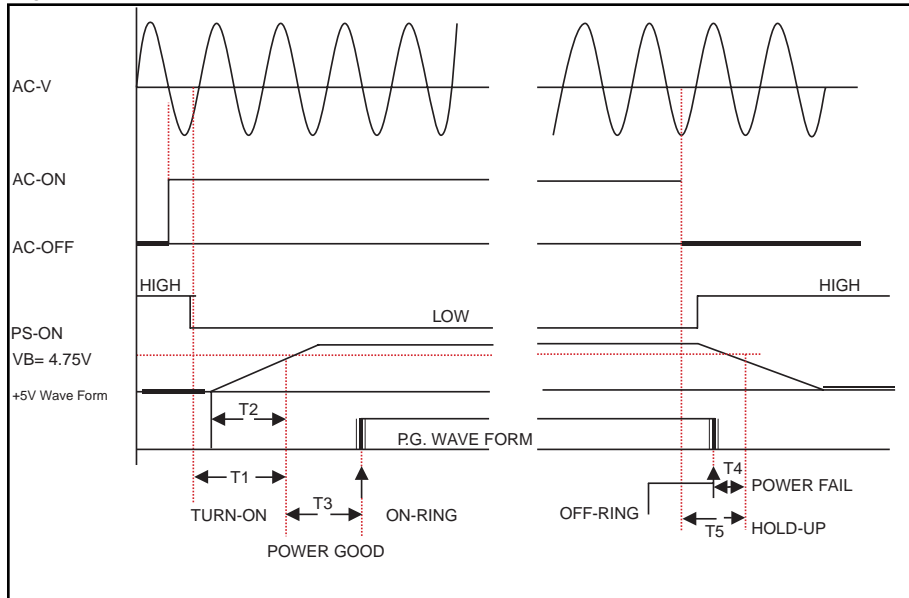 AC-V
AC-ON
AC-OFF
HIGH HIGH
LOW
PS-ON
VB= 4.75V
+5V Wave Form
T2
P.G. WAVE FORM
T1
T4
T3
POWER FAIL
TURN-ON
ON-RING
OFF-RING
T5
HOLD-UP
POWER GOOD